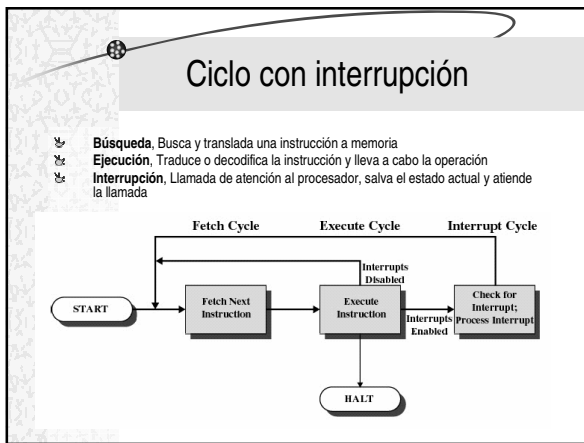 Ciclo con interrupción
Búsqueda, Busca y translada una instrucción a memoria
Ejecución, Traduce o decodifica la instrucción y lleva a cabo la operación
Interrupción, Llamada de atención al procesador, salva el estado actual y atiende
la llamada
Fetch Cycle Execute Cycle Interrupt Cycle
Interrupts
Disabled
START
Fetch Next
Instruction
Execute
Instruction
Interrupts
Enabled
Check for
Interrupt;
Process Interrupt
HALT